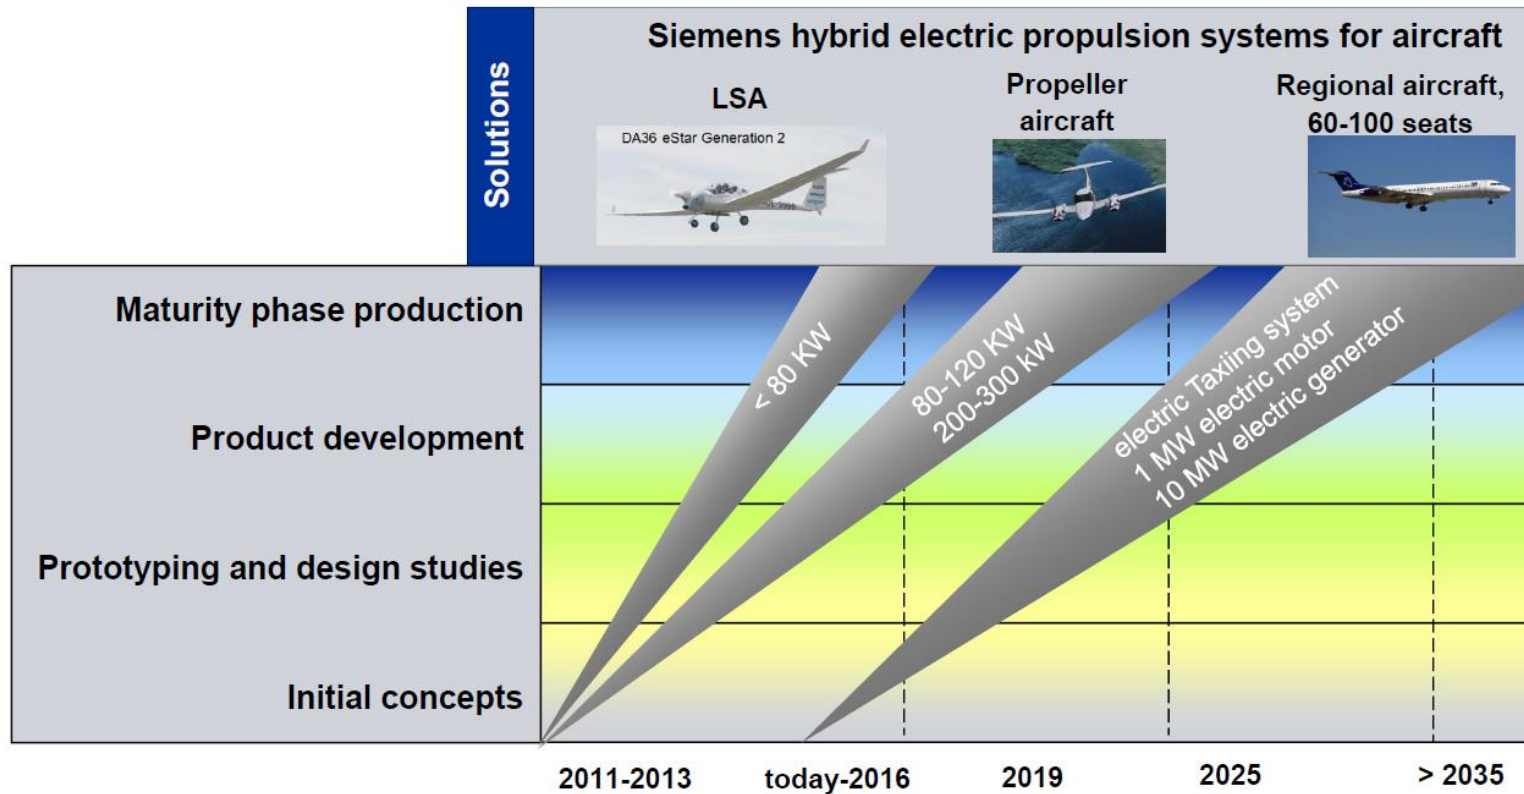 Solutions
Siemens hybrid electric propulsion systems for aircraft
LSA
DA36 eStar Generation 2
Propeller
aircraft
Regional aircraft,
60-100 seats
Maturity phase production
Product development
Prototyping and design studies
Initial concepts
< 80 KW
80-120 KW
200-300 kW
electric Taxiing system
1 MW electric motor
10 MW electric generator
2011-2013
today-2016
2019
2025
> 2035